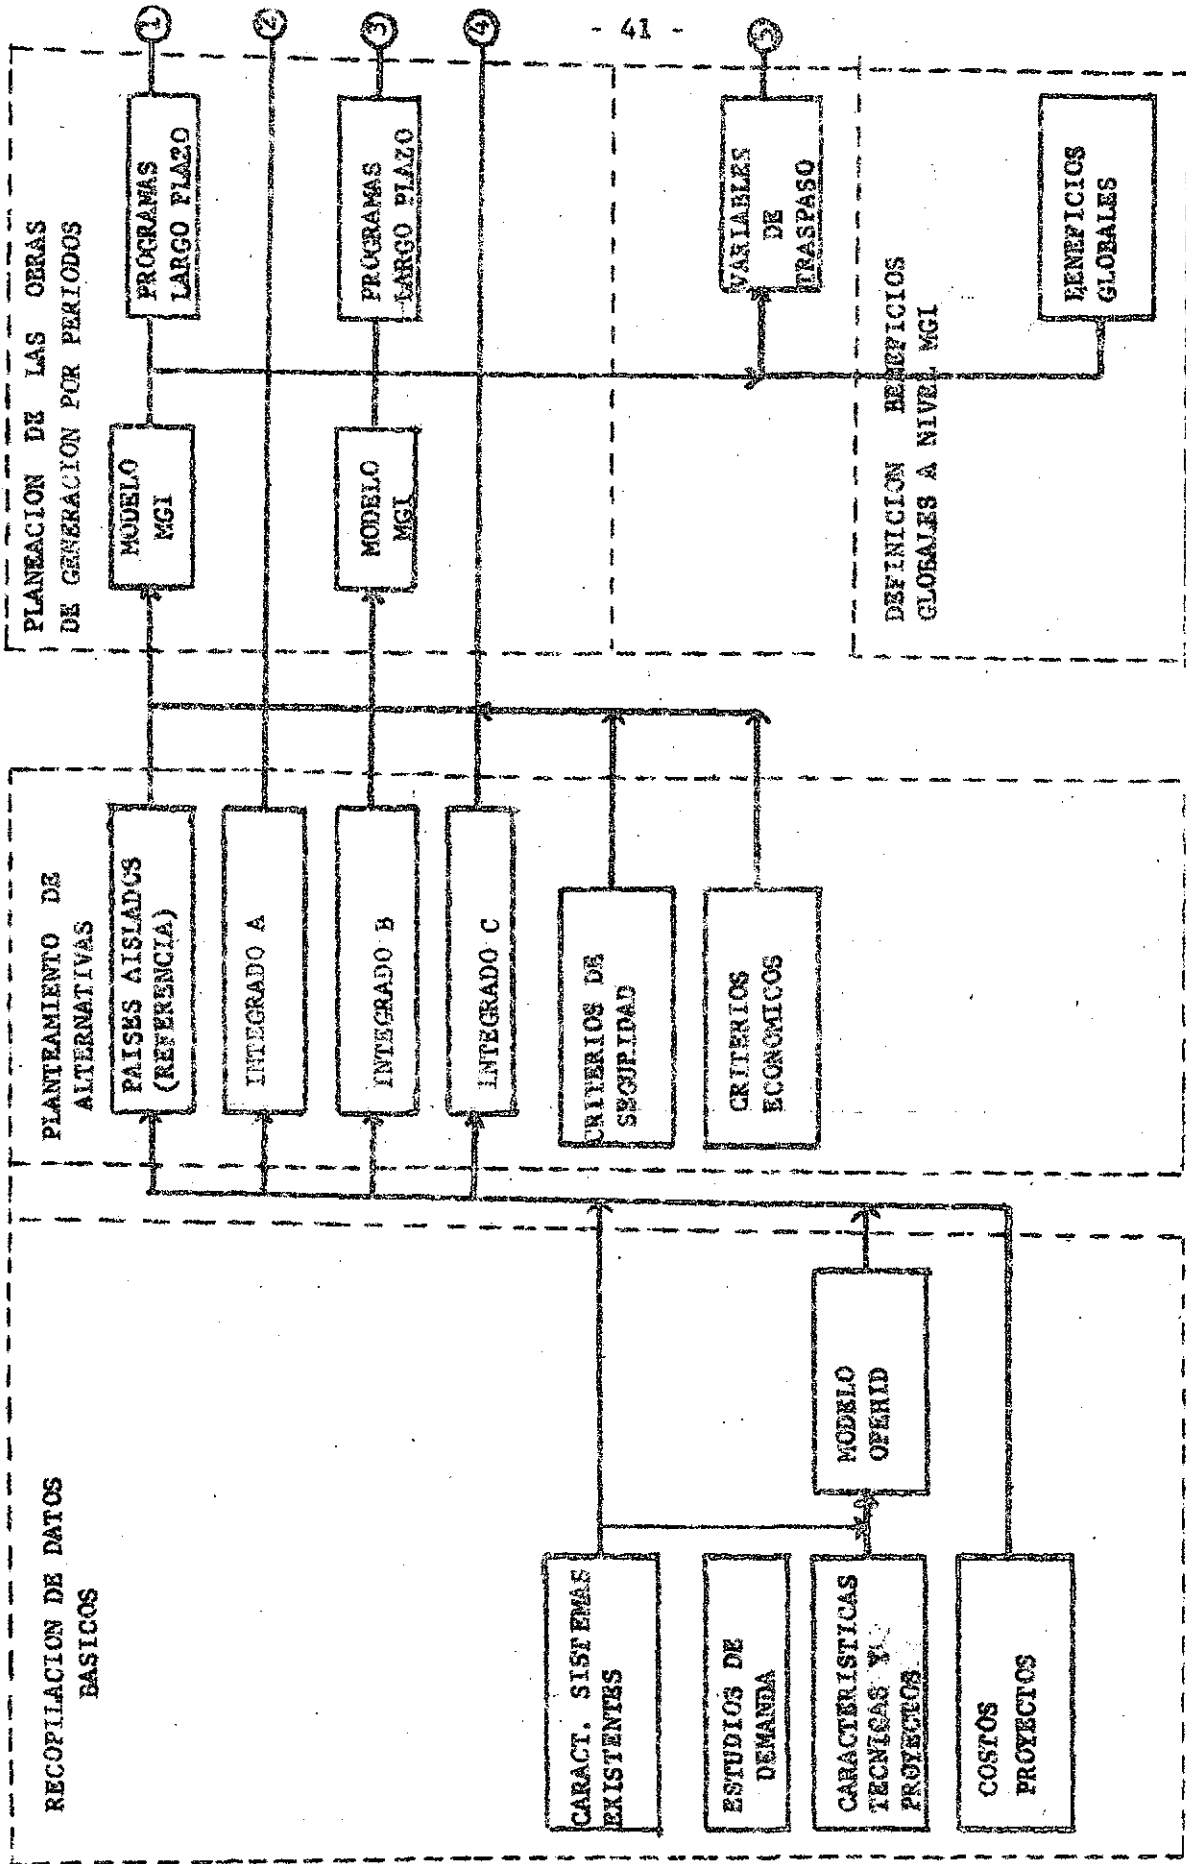 - 41 -
RECOPILACION DE DATOS
BASICOS
CARACT. SISTEMAS
EXISTENTES
ESTUDIOS DE
DEMANDA
CARACTERISTICAS
TECNICAS Y
PROYECTOS
COSTOS
PROYECTOS
MODELO
OPEHID
PLANTEAMIENTO DE
ALTERNATIVAS
PAISES AISLADOS
(REFERENCIA)
INTEGRADO A
INTEGRADO B
INTEGRADO C
CRITERIOS DE
SEGURIDAD
CRITERIOS
ECONOMICOS
PLANEACION DE LAS OBRAS
DE GENERACION POR PERIODOS
MODELO
MGI
PROGRAMAS
LARGO PLAZO
1
2
MODELO
MGI
PROGRAMAS
LARGO PLAZO
3
4
VARIABLES
DE
TRASPASO
5
DEFINICION BENEFICIOS
GLOBALES A NIVEL MGI
BENEFICIOS
GLOBALES